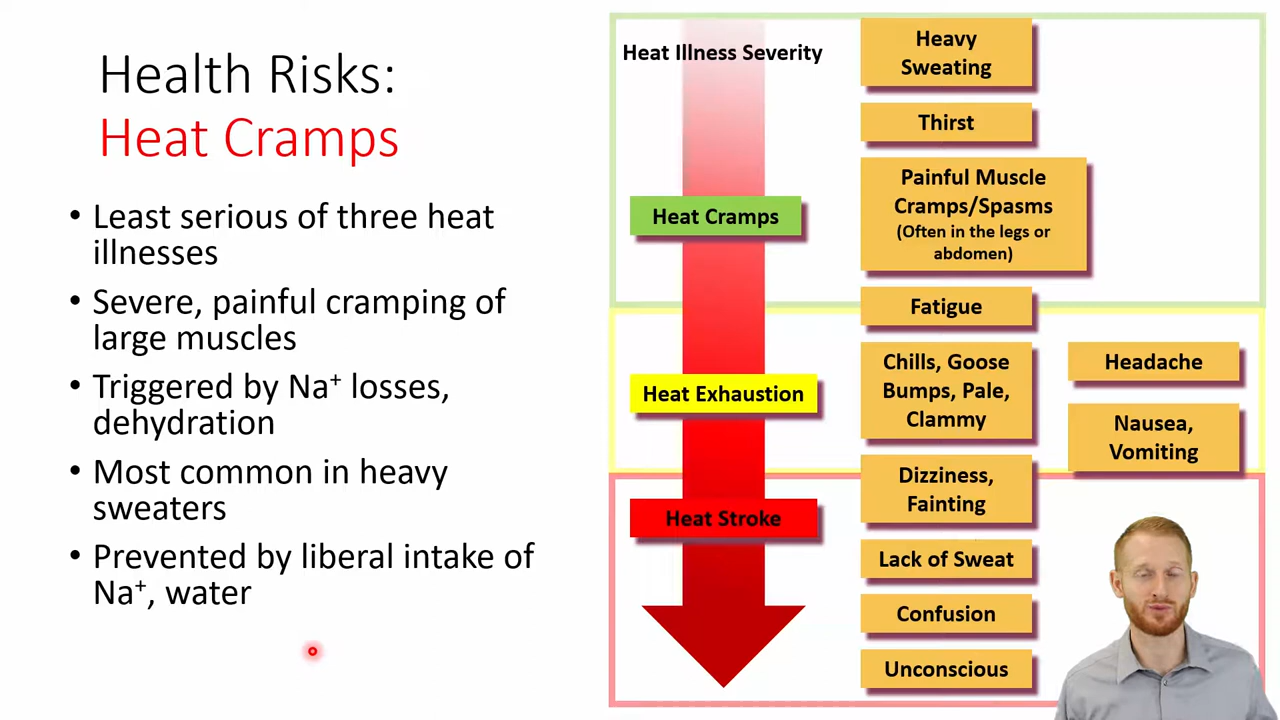 Health Risks:
Heat Cramps
• Least serious of three heat
illnesses
• Severe, painful cramping of
large muscles
• Triggered by Na⁺ losses,
dehydration
• Most common in heavy
sweaters
• Prevented by liberal intake of
Na⁺, water
Heat Illness Severity
Heat Cramps
Heat Exhaustion
Heat Stroke
Heavy
Sweating
Thirst
Painful Muscle
Cramps/Spasms
(Often in the legs or
abdomen)
Fatigue
Chills, Goose
Bumps, Pale,
Clammy
Headache
Nausea,
Vomiting
Dizziness,
Fainting
Lack of Sweat
Confusion
Unconscious